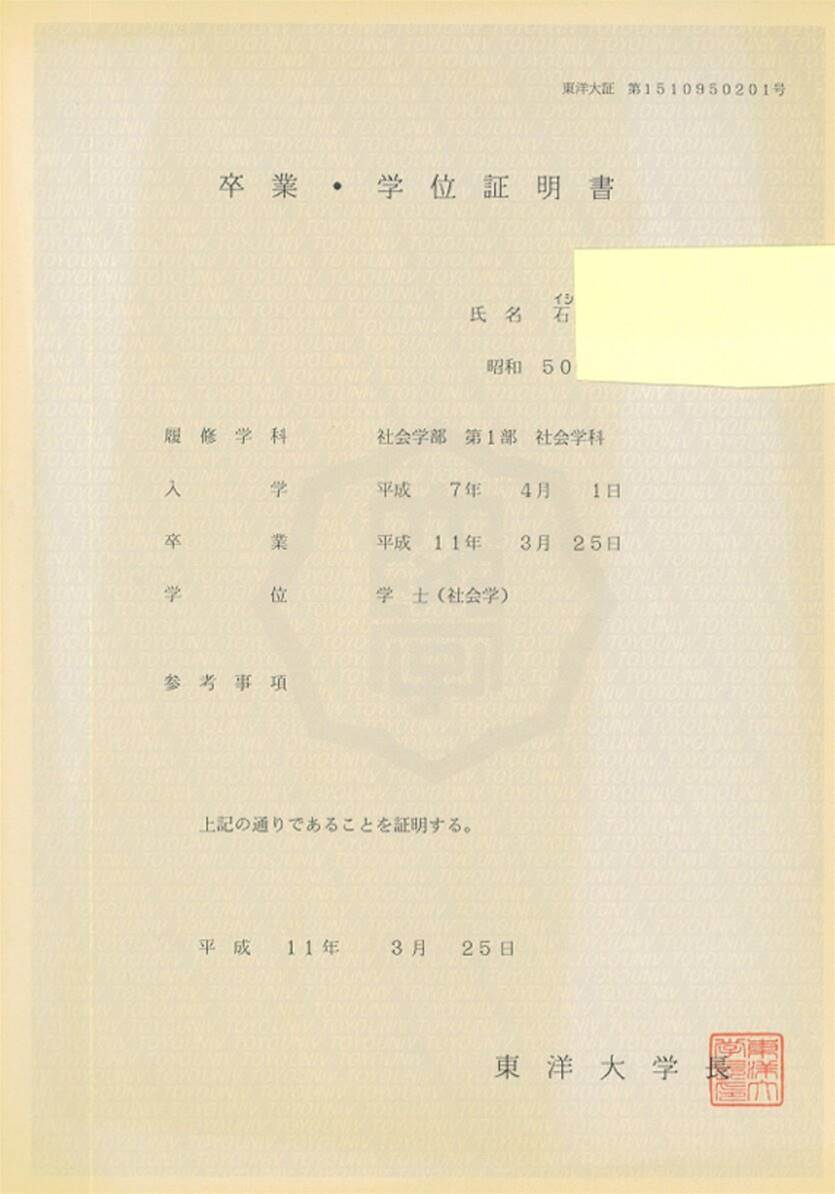 東洋大証 第1510950201号
卒業・学位証明書
イシ
氏名 石
昭和 50
履修学科 社会学部 第1部 社会学科
入学 平成 7年 4月 1日
卒業 平成 11年 3月 25日
学位 学士(社会学)
参考事項
上記の通りであることを証明する。
平成 11年 3月 25日
東洋大学長